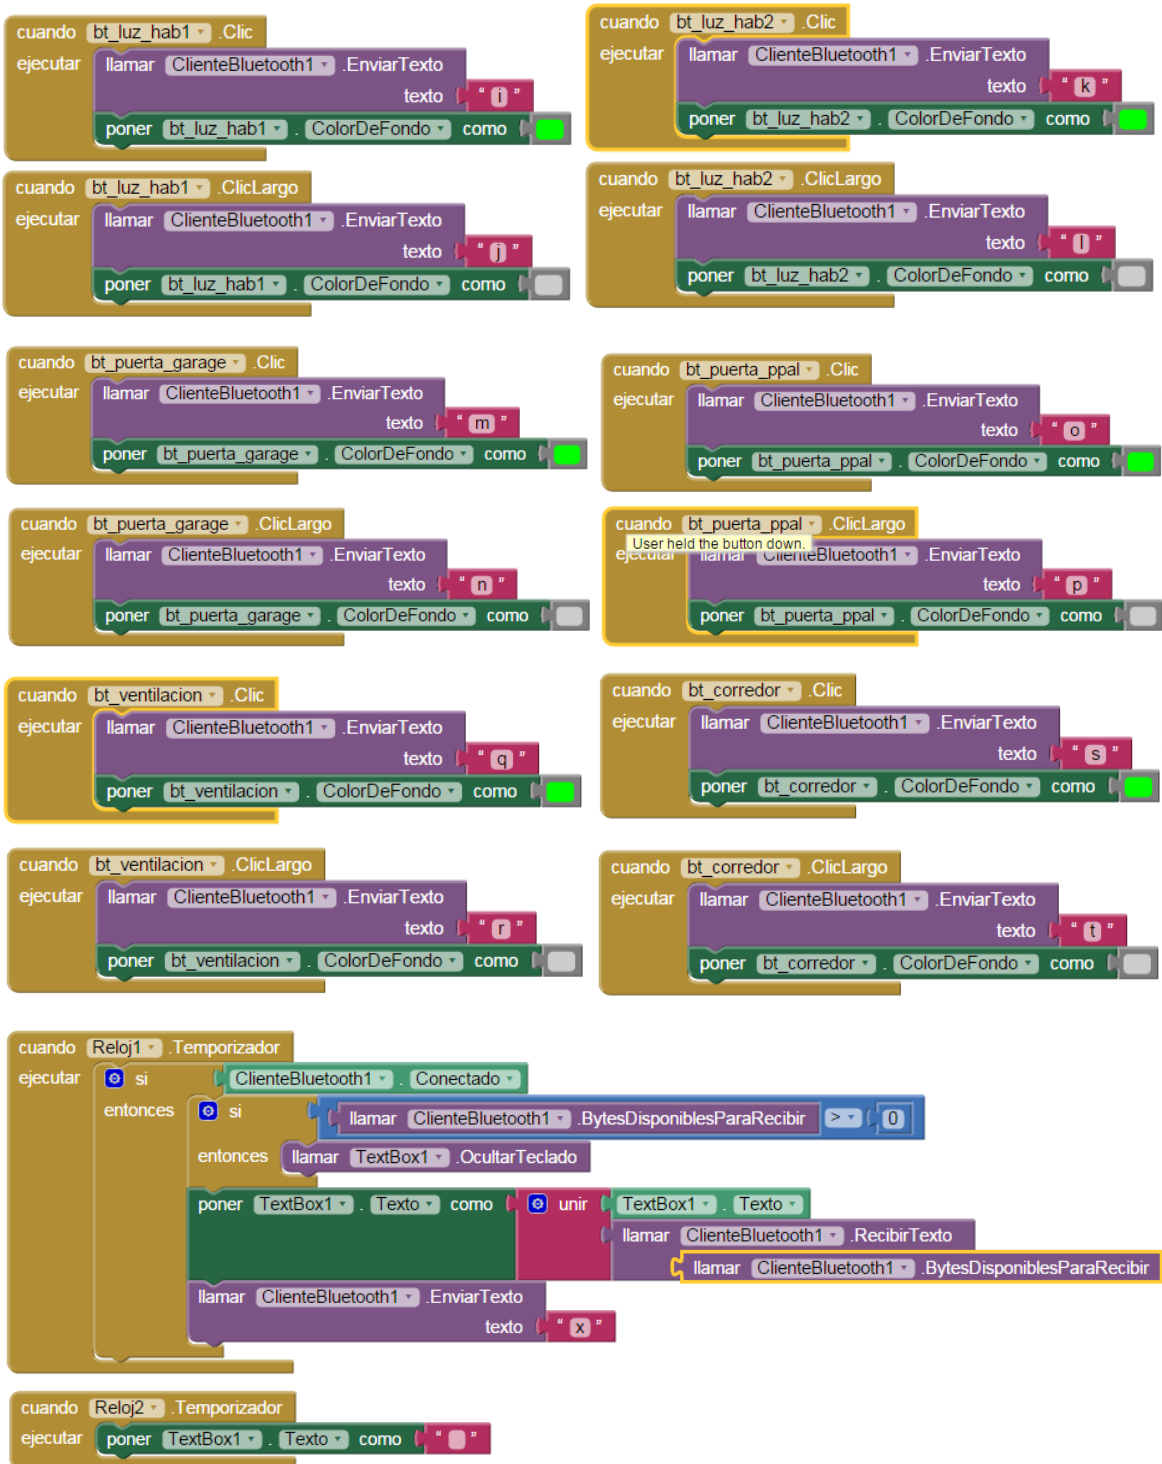 cuando bt_luz_hab1 .Clic
ejecutar llamar ClienteBluetooth1 .EnviarTexto
texto " i "
poner bt_luz_hab1 . ColorDeFondo como
cuando bt_luz_hab2 .Clic
ejecutar llamar ClienteBluetooth1 .EnviarTexto
texto " k "
poner bt_luz_hab2 . ColorDeFondo como
cuando bt_luz_hab1 .ClicLargo
ejecutar llamar ClienteBluetooth1 .EnviarTexto
texto " j "
poner bt_luz_hab1 . ColorDeFondo como
cuando bt_luz_hab2 .ClicLargo
ejecutar llamar ClienteBluetooth1 .EnviarTexto
texto " l "
poner bt_luz_hab2 . ColorDeFondo como
cuando bt_puerta_garage .Clic
ejecutar llamar ClienteBluetooth1 .EnviarTexto
texto " m "
poner bt_puerta_garage . ColorDeFondo como
cuando bt_puerta_ppal .Clic
ejecutar llamar ClienteBluetooth1 .EnviarTexto
texto " o "
poner bt_puerta_ppal . ColorDeFondo como
cuando bt_puerta_garage .ClicLargo
ejecutar llamar ClienteBluetooth1 .EnviarTexto
texto " n "
poner bt_puerta_garage . ColorDeFondo como
cuando bt_puerta_ppal .ClicLargo
User held the button down.
ejecutar llamar ClienteBluetooth1 .EnviarTexto
texto " p "
poner bt_puerta_ppal . ColorDeFondo como
cuando bt_ventilacion .Clic
ejecutar llamar ClienteBluetooth1 .EnviarTexto
texto " q "
poner bt_ventilacion . ColorDeFondo como
cuando bt_corredor .Clic
ejecutar llamar ClienteBluetooth1 .EnviarTexto
texto " s "
poner bt_corredor . ColorDeFondo como
cuando bt_ventilacion .ClicLargo
ejecutar llamar ClienteBluetooth1 .EnviarTexto
texto " r "
poner bt_ventilacion . ColorDeFondo como
cuando bt_corredor .ClicLargo
ejecutar llamar ClienteBluetooth1 .EnviarTexto
texto " t "
poner bt_corredor . ColorDeFondo como
cuando Reloj1 .Temporizador
ejecutar si ClienteBluetooth1 . Conectado
entonces si llamar ClienteBluetooth1 .BytesDisponiblesParaRecibir > 0
entonces llamar TextBox1 .OcultarTeclado
poner TextBox1 . Texto como unir TextBox1 . Texto
llamar ClienteBluetooth1 .RecibirTexto
llamar ClienteBluetooth1 .BytesDisponiblesParaRecibir
llamar ClienteBluetooth1 .EnviarTexto
texto " x "
cuando Reloj2 .Temporizador
ejecutar poner TextBox1 . Texto como " "